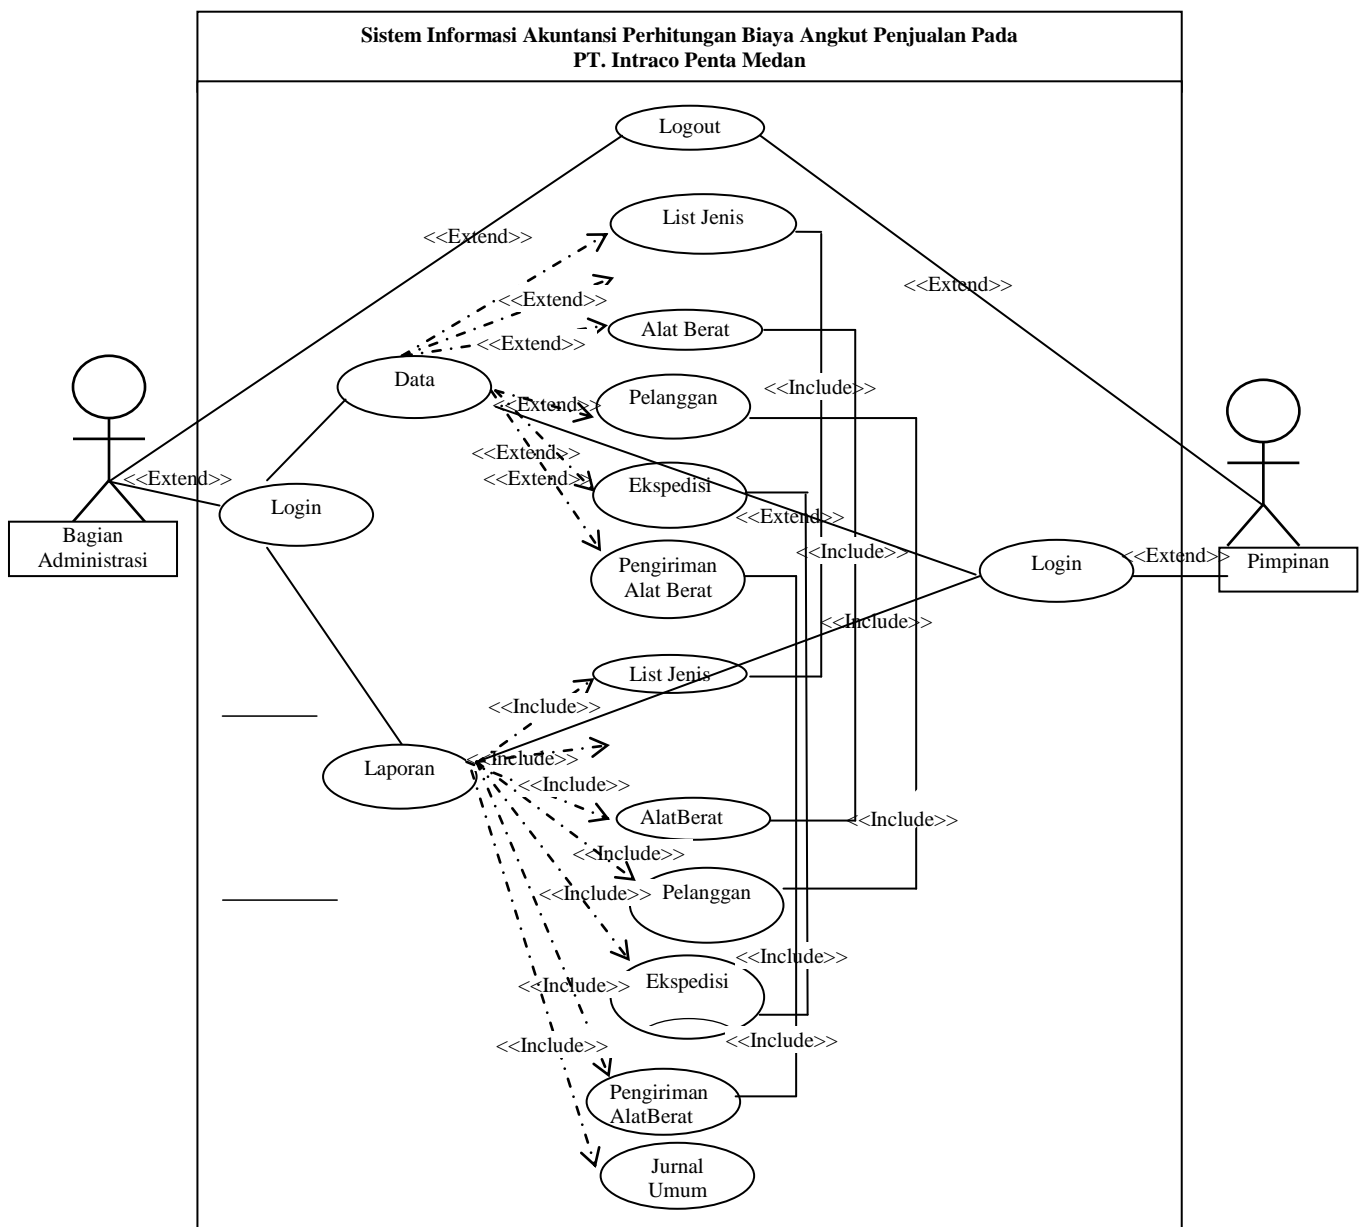 Sistem Informasi Akuntansi Perhitungan Biaya Angkut Penjualan Pada
PT. Intraco Penta Medan
Logout
List Jenis
<<Extend>>
<<Extend>>
<<Extend>>
Alat Berat
<<Extend>>
Data
<<Include>>
Pelanggan
<<Extend>>
<<Extend>>
<<Extend>>
<<Extend>>
Ekspedisi
Login
<<Extend>>
Bagian
Administrasi
<<Include>>
Pengiriman
Alat Berat
Login
<<Extend>>
Pimpinan
<<Include>>
List Jenis
<<Include>>
<<Include>>
Laporan
<<Include>>
AlatBerat
<<Include>>
<<Include>>
<<Include>>
Pelanggan
<<Include>>
Ekspedisi
<<Include>>
<<Include>>
<<Include>>
Pengiriman
AlatBerat
Jurnal
Umum